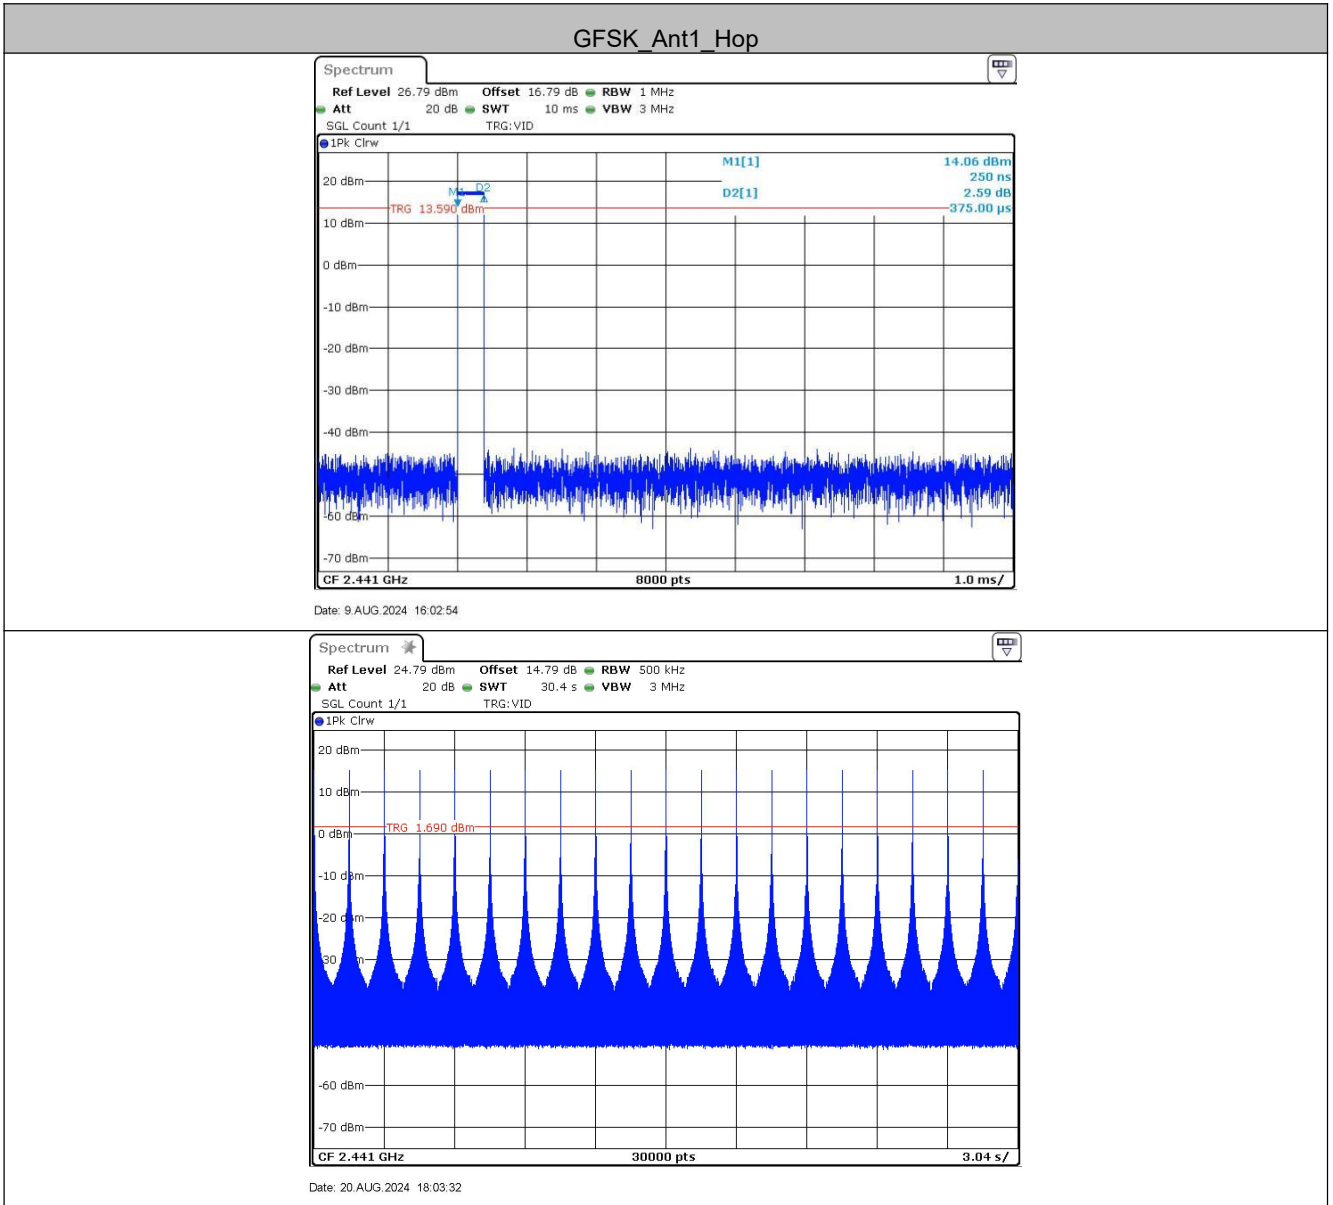 GFSK_Ant1_Hop
Spectrum
Ref Level 26.79 dBm Offset 16.79 dB RBW 1 MHz
Att 20 dB SWT 10 ms VBW 3 MHz
SGL Count 1/1 TRG:VID
1Pk Clrw
M1[1] 14.06 dBm
250 ns
20 dBm
M1 D2
D2[1] 2.59 dB
TRG 13.590 dBm 375.00 µs
10 dBm
0 dBm
-10 dBm
-20 dBm
-30 dBm
-40 dBm
-60 dBm
-70 dBm
CF 2.441 GHz 8000 pts 1.0 ms/
Date: 9.AUG.2024 16:02:54
Spectrum
Ref Level 24.79 dBm Offset 14.79 dB RBW 500 kHz
Att 20 dB SWT 30.4 s VBW 3 MHz
SGL Count 1/1 TRG:VID
1Pk Clrw
20 dBm
10 dBm
TRG 1.690 dBm
0 dBm
-10 dBm
-20 dBm
-60 dBm
-70 dBm
CF 2.441 GHz 30000 pts 3.04 s/
Date: 20.AUG.2024 18:03:32